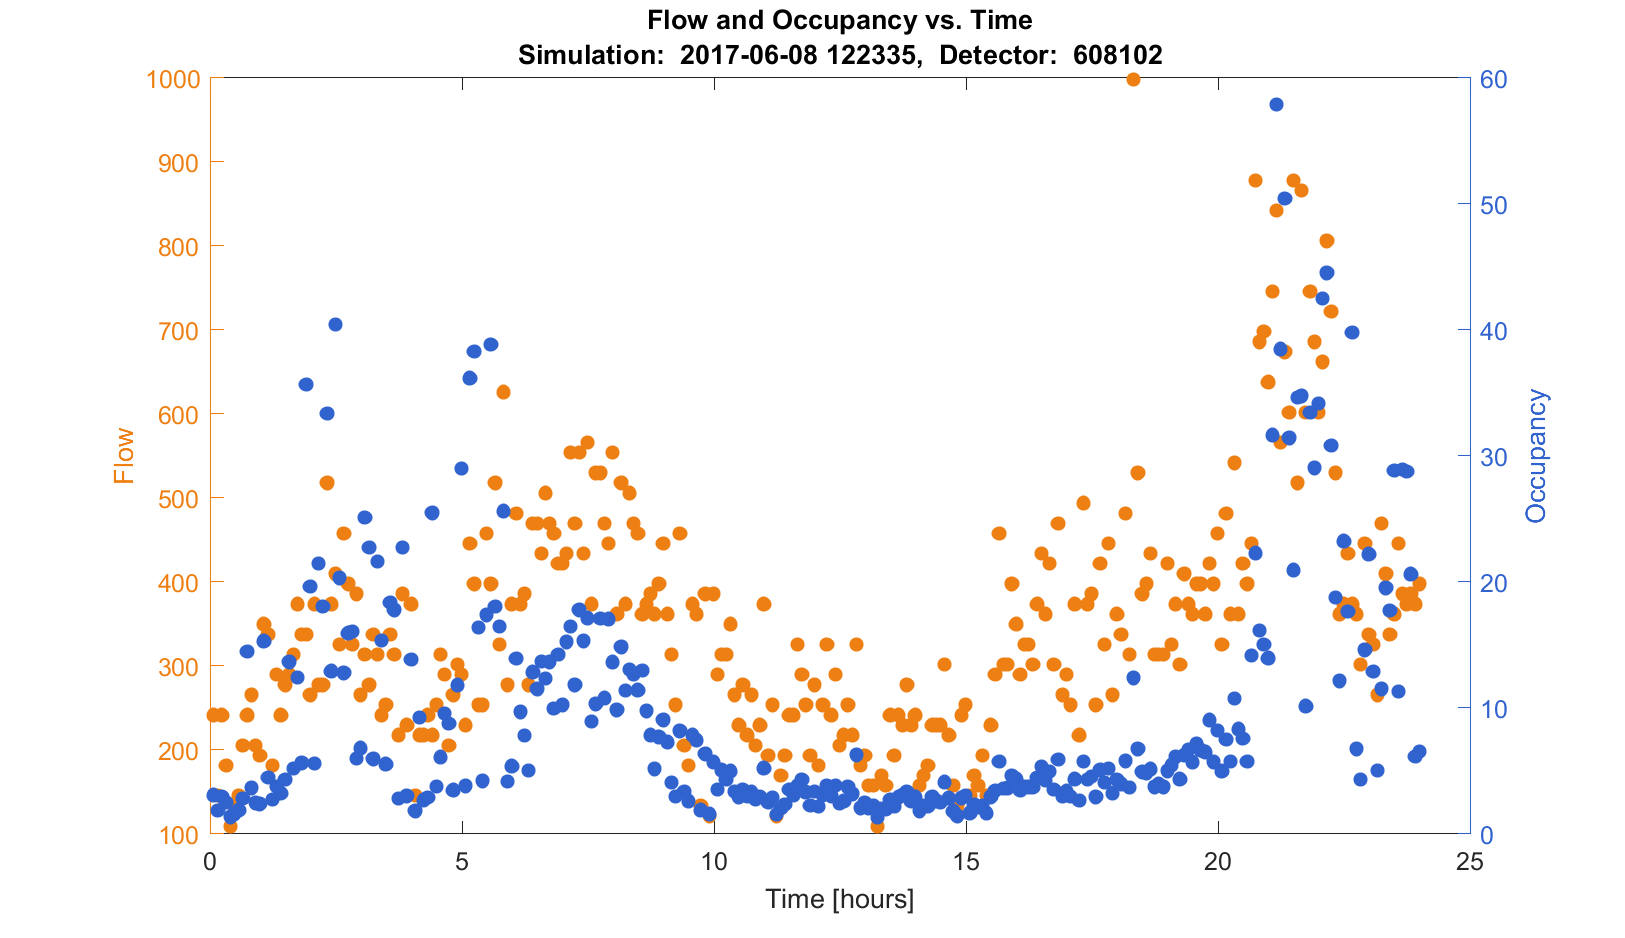 Flow and Occupancy vs. Time
Simulation:  2017-06-08 122335,  Detector:  608102
1000
900
800
700
600
500
400
300
200
100
Flow
60
50
40
30
20
10
0
Occupancy
0 5 10 15 20 25
Time [hours]